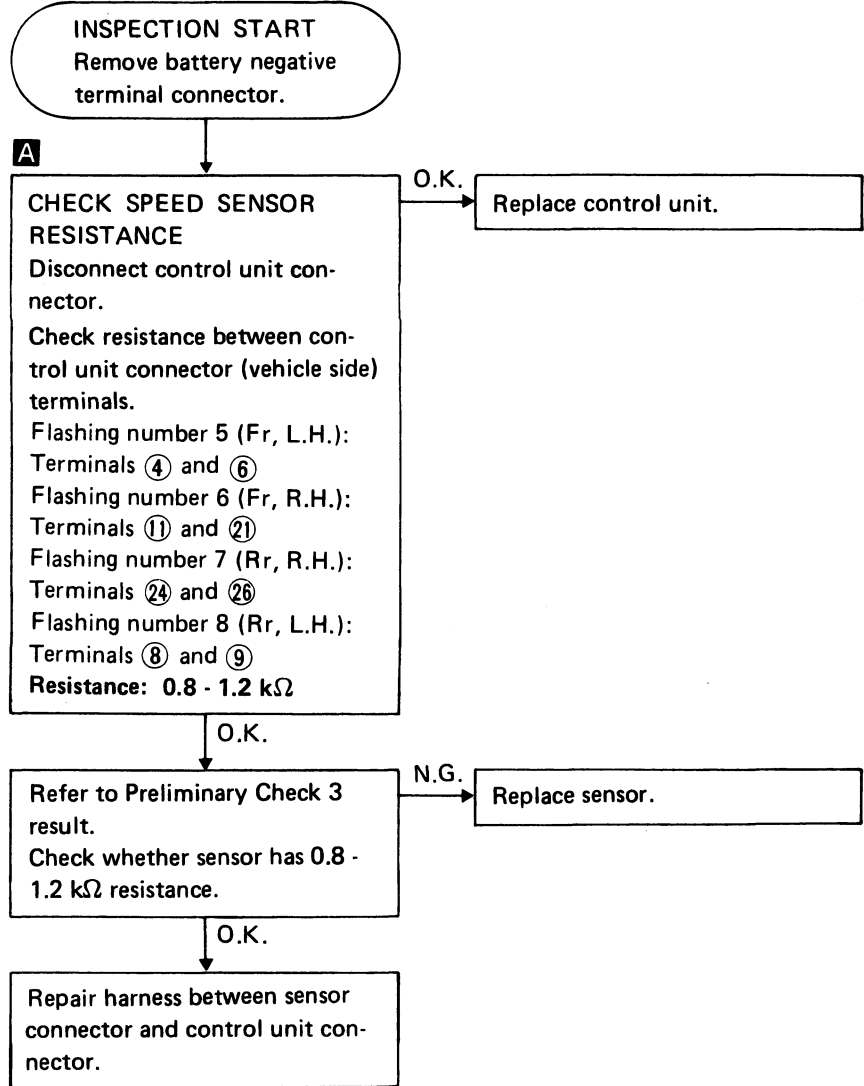 INSPECTION START
Remove battery negative
terminal connector.
A
CHECK SPEED SENSOR
RESISTANCE
Disconnect control unit con-
nector.
Check resistance between con-
trol unit connector (vehicle side)
terminals.
Flashing number 5 (Fr, L.H.):
Terminals ④ and ⑥
Flashing number 6 (Fr, R.H.):
Terminals ⑪ and ㉑
Flashing number 7 (Rr, R.H.):
Terminals ㉔ and ㉖
Flashing number 8 (Rr, L.H.):
Terminals ⑧ and ⑨
Resistance: 0.8 - 1.2 kΩ
O.K.
Replace control unit.
O.K.
Refer to Preliminary Check 3
result.
Check whether sensor has 0.8 -
1.2 kΩ resistance.
N.G.
Replace sensor.
O.K.
Repair harness between sensor
connector and control unit con-
nector.